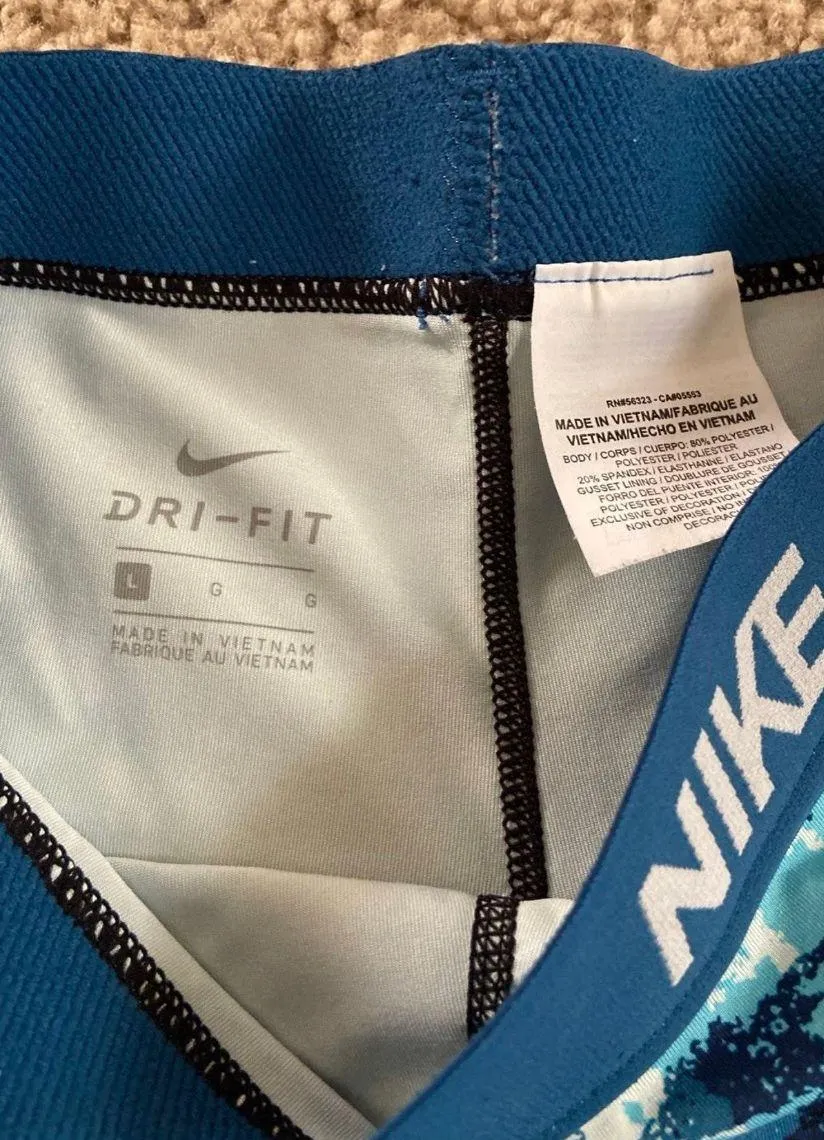 DRI-FIT
L G G
MADE IN VIETNAM
FABRIQUE AU VIETNAM
RN#56323 - CA#05553
MADE IN VIETNAM/FABRIQUE AU
VIETNAM/HECHO EN VIETNAM
BODY / CORPS / CUERPO: 80% POLYESTER /
POLYESTER / POLIESTER
20% SPANDEX / ELASTHANNE / ELASTANO
GUSSET LINING / DOUBLURE DE GOUSSET
FORRO DEL PUENTE INTERIOR: 100%
POLYESTER / POLYESTER /
EXCLUSIVE OF DECORATION /
NON COMPRISE / NO
NIKE